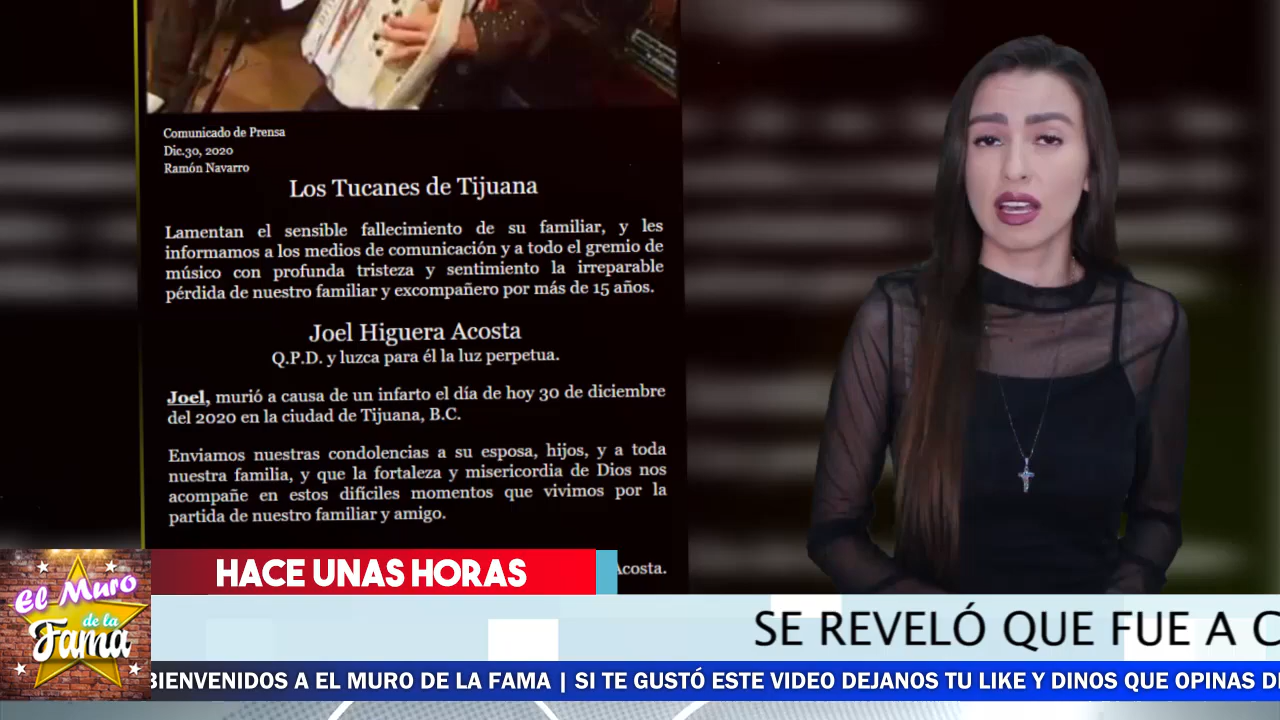 Comunicado de Prensa
Dic.30, 2020
Ramón Navarro
Los Tucanes de Tijuana
Lamentan el sensible fallecimiento de su familiar, y les
informamos a los medios de comunicación y a todo el gremio de
músico con profunda tristeza y sentimiento la irreparable
pérdida de nuestro familiar y excompañero por más de 15 años.
Joel Higuera Acosta
Q.P.D. y luzca para él la luz perpetua.
Joel, murió a causa de un infarto el día de hoy 30 de diciembre
del 2020 en la ciudad de Tijuana, B.C.
Enviamos nuestras condolencias a su esposa, hijos, y a toda
nuestra familia, y que la fortaleza y misericordia de Dios nos
acompañe en estos difíciles momentos que vivimos por la
partida de nuestro familiar y amigo.
Acosta.
HACE UNAS HORAS
El Muro
de la
Fama
SE REVELÓ QUE FUE A C
BIENVENIDOS A EL MURO DE LA FAMA | SI TE GUSTÓ ESTE VIDEO DEJANOS TU LIKE Y DINOS QUE OPINAS DE